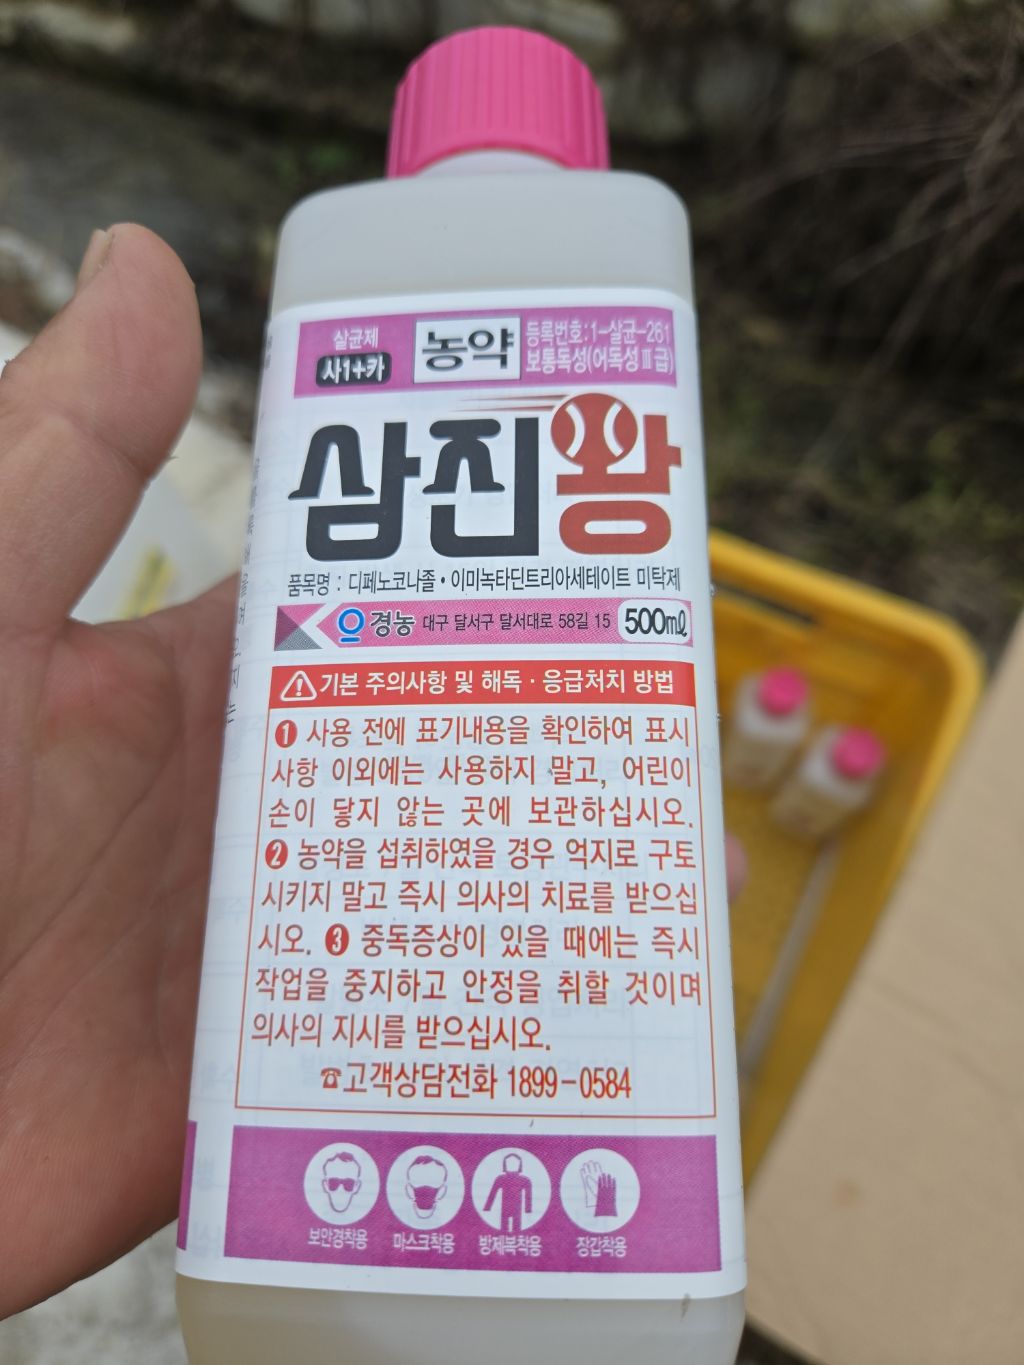 살균제
사1+카
농약
등록번호:1-살균-261
보통독성(어독성Ⅲ급)
삼진왕
품목명 : 디페노코나졸·이미녹타딘트리아세테이트 미탁제
경농 대구 달서구 달서대로 58길 15 500㎖
기본 주의사항 및 해독·응급처치 방법
❶ 사용 전에 표기내용을 확인하여 표시
사항 이외에는 사용하지 말고, 어린이
손이 닿지 않는 곳에 보관하십시오.
❷ 농약을 섭취하였을 경우 억지로 구토
시키지 말고 즉시 의사의 치료를 받으십
시오. ❸ 중독증상이 있을 때에는 즉시
작업을 중지하고 안정을 취할 것이며
의사의 지시를 받으십시오.
☎고객상담전화 1899-0584
보안경착용 마스크착용 방제복착용 장갑착용